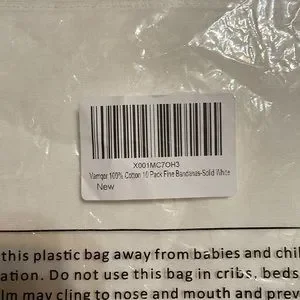 X001MC7OH3
Vamgor 100% Cotton 10 Pack Fine Bandanas-Solid White
New
this plastic bag away from babies and chil
ation. Do not use this bag in cribs, beds
lm may cling to nose and mouth and prev